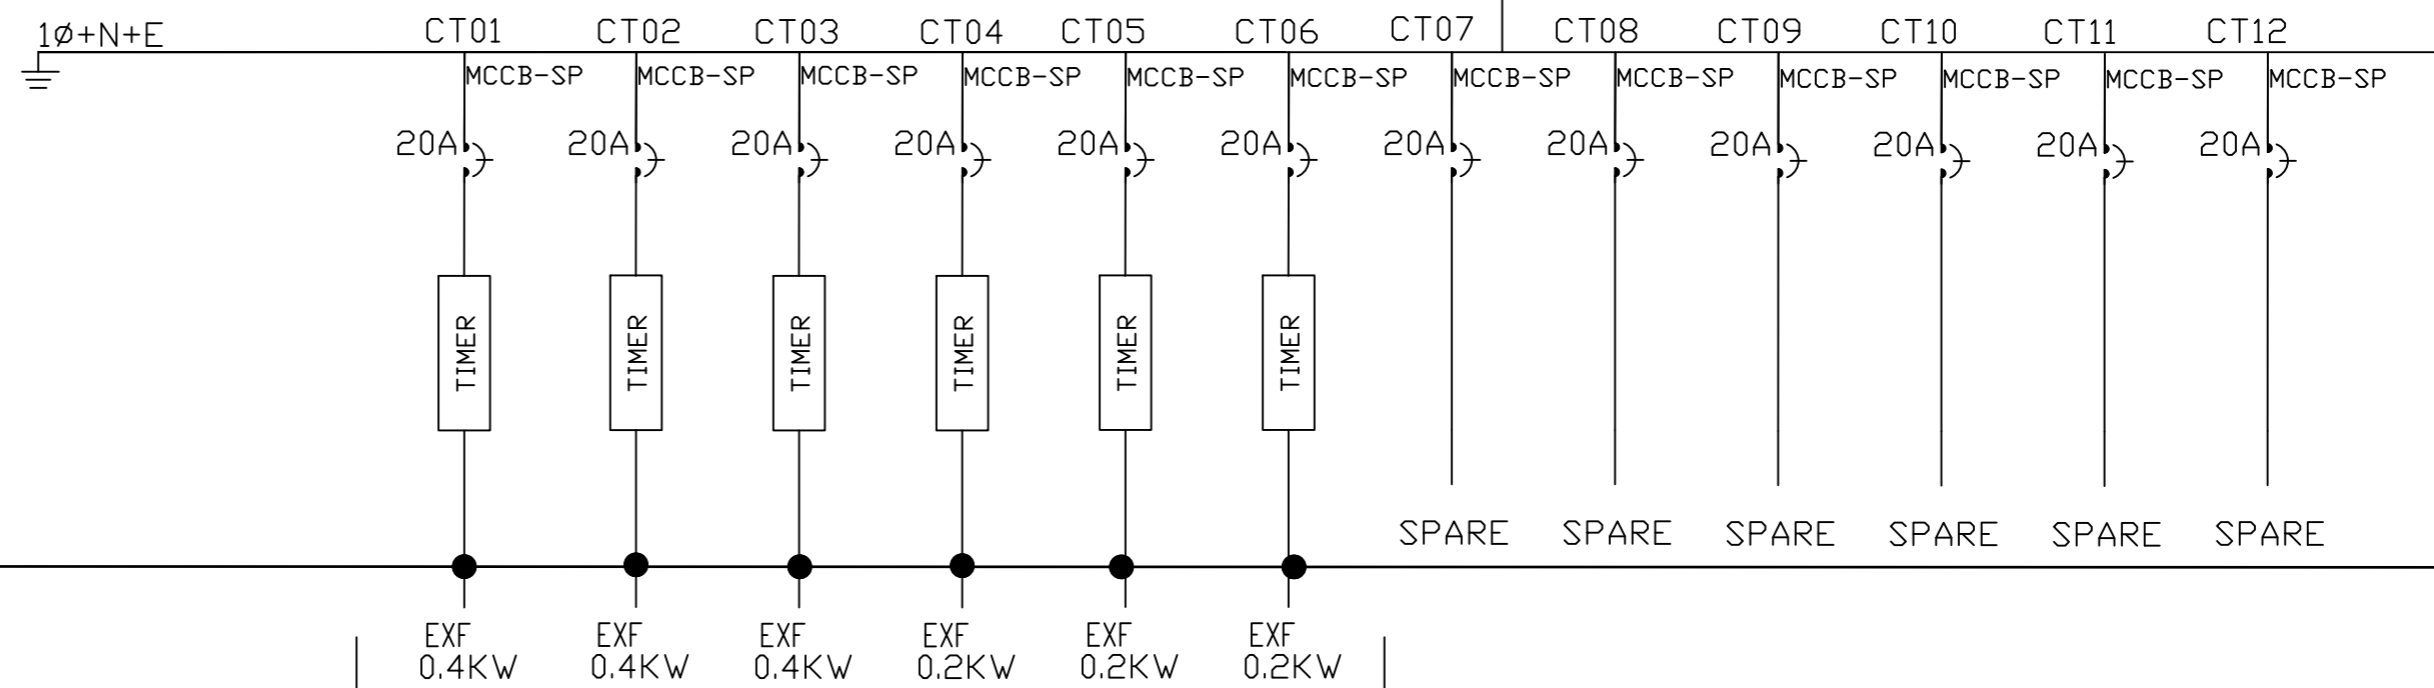 1Ø+N+E CT01 CT02 CT03 CT04 CT05 CT06 CT07 CT08 CT09 CT10 CT11 CT12
MCCB-SP MCCB-SP MCCB-SP MCCB-SP MCCB-SP MCCB-SP MCCB-SP MCCB-SP MCCB-SP MCCB-SP MCCB-SP MCCB-SP
20A 20A 20A 20A 20A 20A 20A 20A 20A 20A 20A 20A
TIMER TIMER TIMER TIMER TIMER TIMER
SPARE SPARE SPARE SPARE SPARE SPARE
EXF EXF EXF EXF EXF EXF
0.4KW 0.4KW 0.4KW 0.2KW 0.2KW 0.2KW